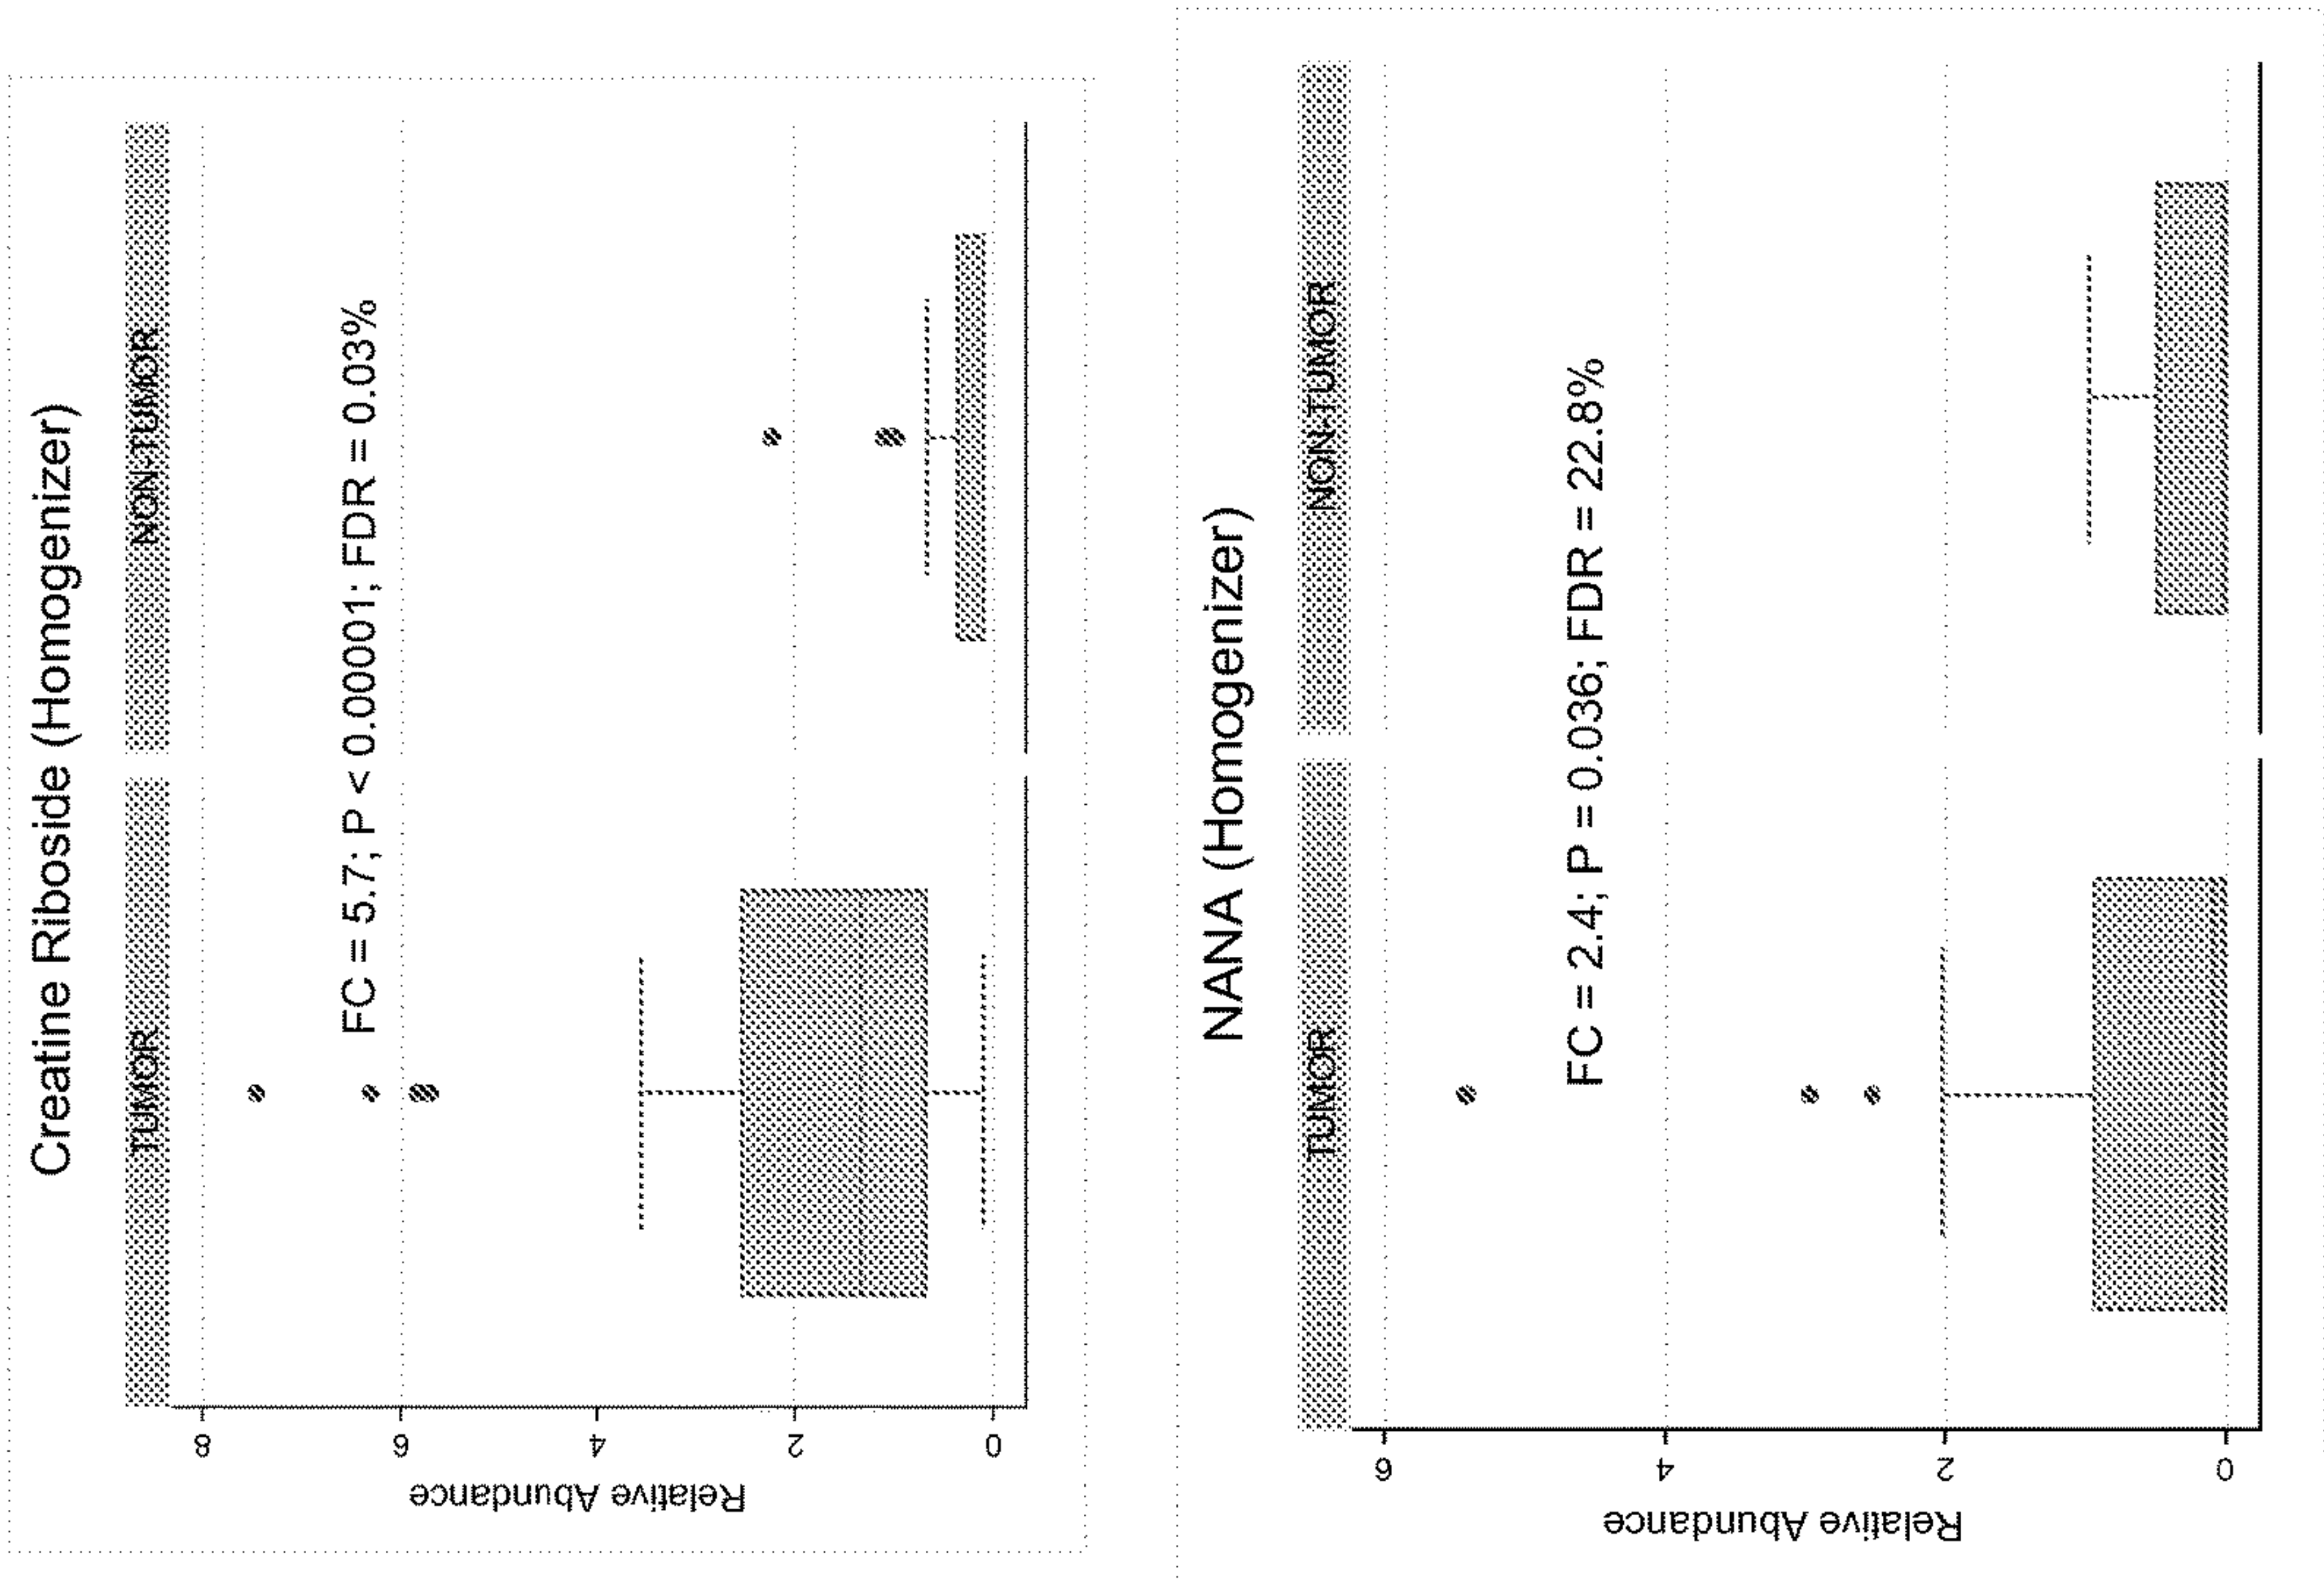 Creatine Riboside (Homogenizer)
TUMOR
NON-TUMOR
FC = 5.7; P < 0.00001; FDR = 0.03%
8
6
4
2
0
Relative Abundance
NANA (Homogenizer)
TUMOR
NON-TUMOR
FC = 2.4; P = 0.036; FDR = 22.8%
6
4
2
0
Relative Abundance